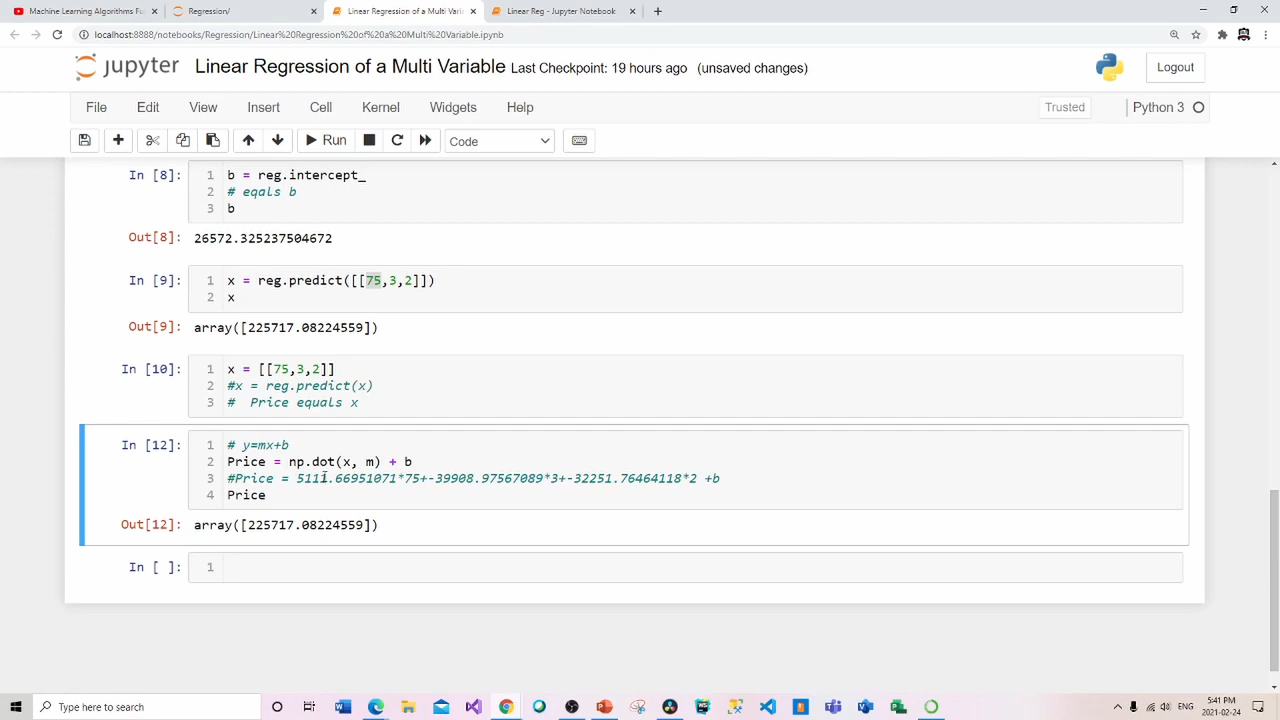 Machine Learning Algorithms Fu
Regression/
Linear Regression of a Multi Varia
Linear Reg - Jupyter Notebook
localhost:8888/notebooks/Regression/Linear%20Regression%20of%20a%20Multi%20Variable.ipynb
jupyter Linear Regression of a Multi Variable Last Checkpoint: 19 hours ago (unsaved changes)
Logout
File Edit View Insert Cell Kernel Widgets Help
Trusted Python 3
Run Code
In [8]: 1 b = reg.intercept_
2 # eqals b
3 b
Out[8]: 26572.325237504672
In [9]: 1 x = reg.predict([[75,3,2]])
2 x
Out[9]: array([225717.08224559])
In [10]: 1 x = [[75,3,2]]
2 #x = reg.predict(x)
3 # Price equals x
In [12]: 1 # y=mx+b
2 Price = np.dot(x, m) + b
3 #Price = 5111.66951071*75+-39908.97567089*3+-32251.76464118*2 +b
4 Price
Out[12]: array([225717.08224559])
In [ ]: 1
Type here to search
ENG
5:41 PM
2021-02-24